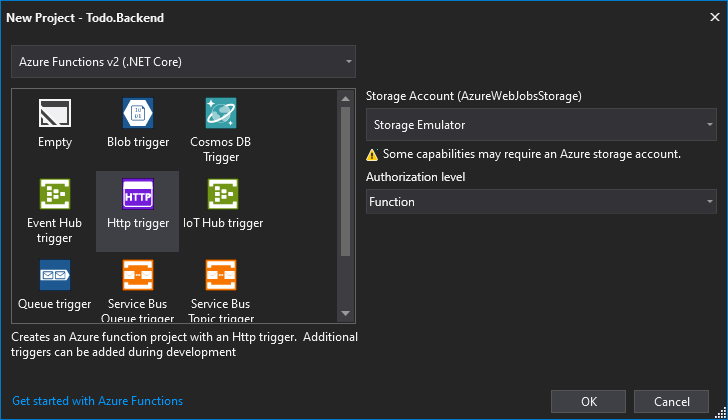 New Project - Todo.Backend
Azure Functions v2 (.NET Core)
Empty
Blob trigger
Cosmos DB
Trigger
Event Hub
trigger
HTTP
Http trigger
IoT Hub trigger
Queue trigger
Service Bus
Queue trigger
Service Bus
Topic trigger
Creates an Azure function project with an Http trigger. Additional
triggers can be added during development
Get started with Azure Functions
Storage Account (AzureWebJobsStorage)
Storage Emulator
Some capabilities may require an Azure storage account.
Authorization level
Function
OK
Cancel